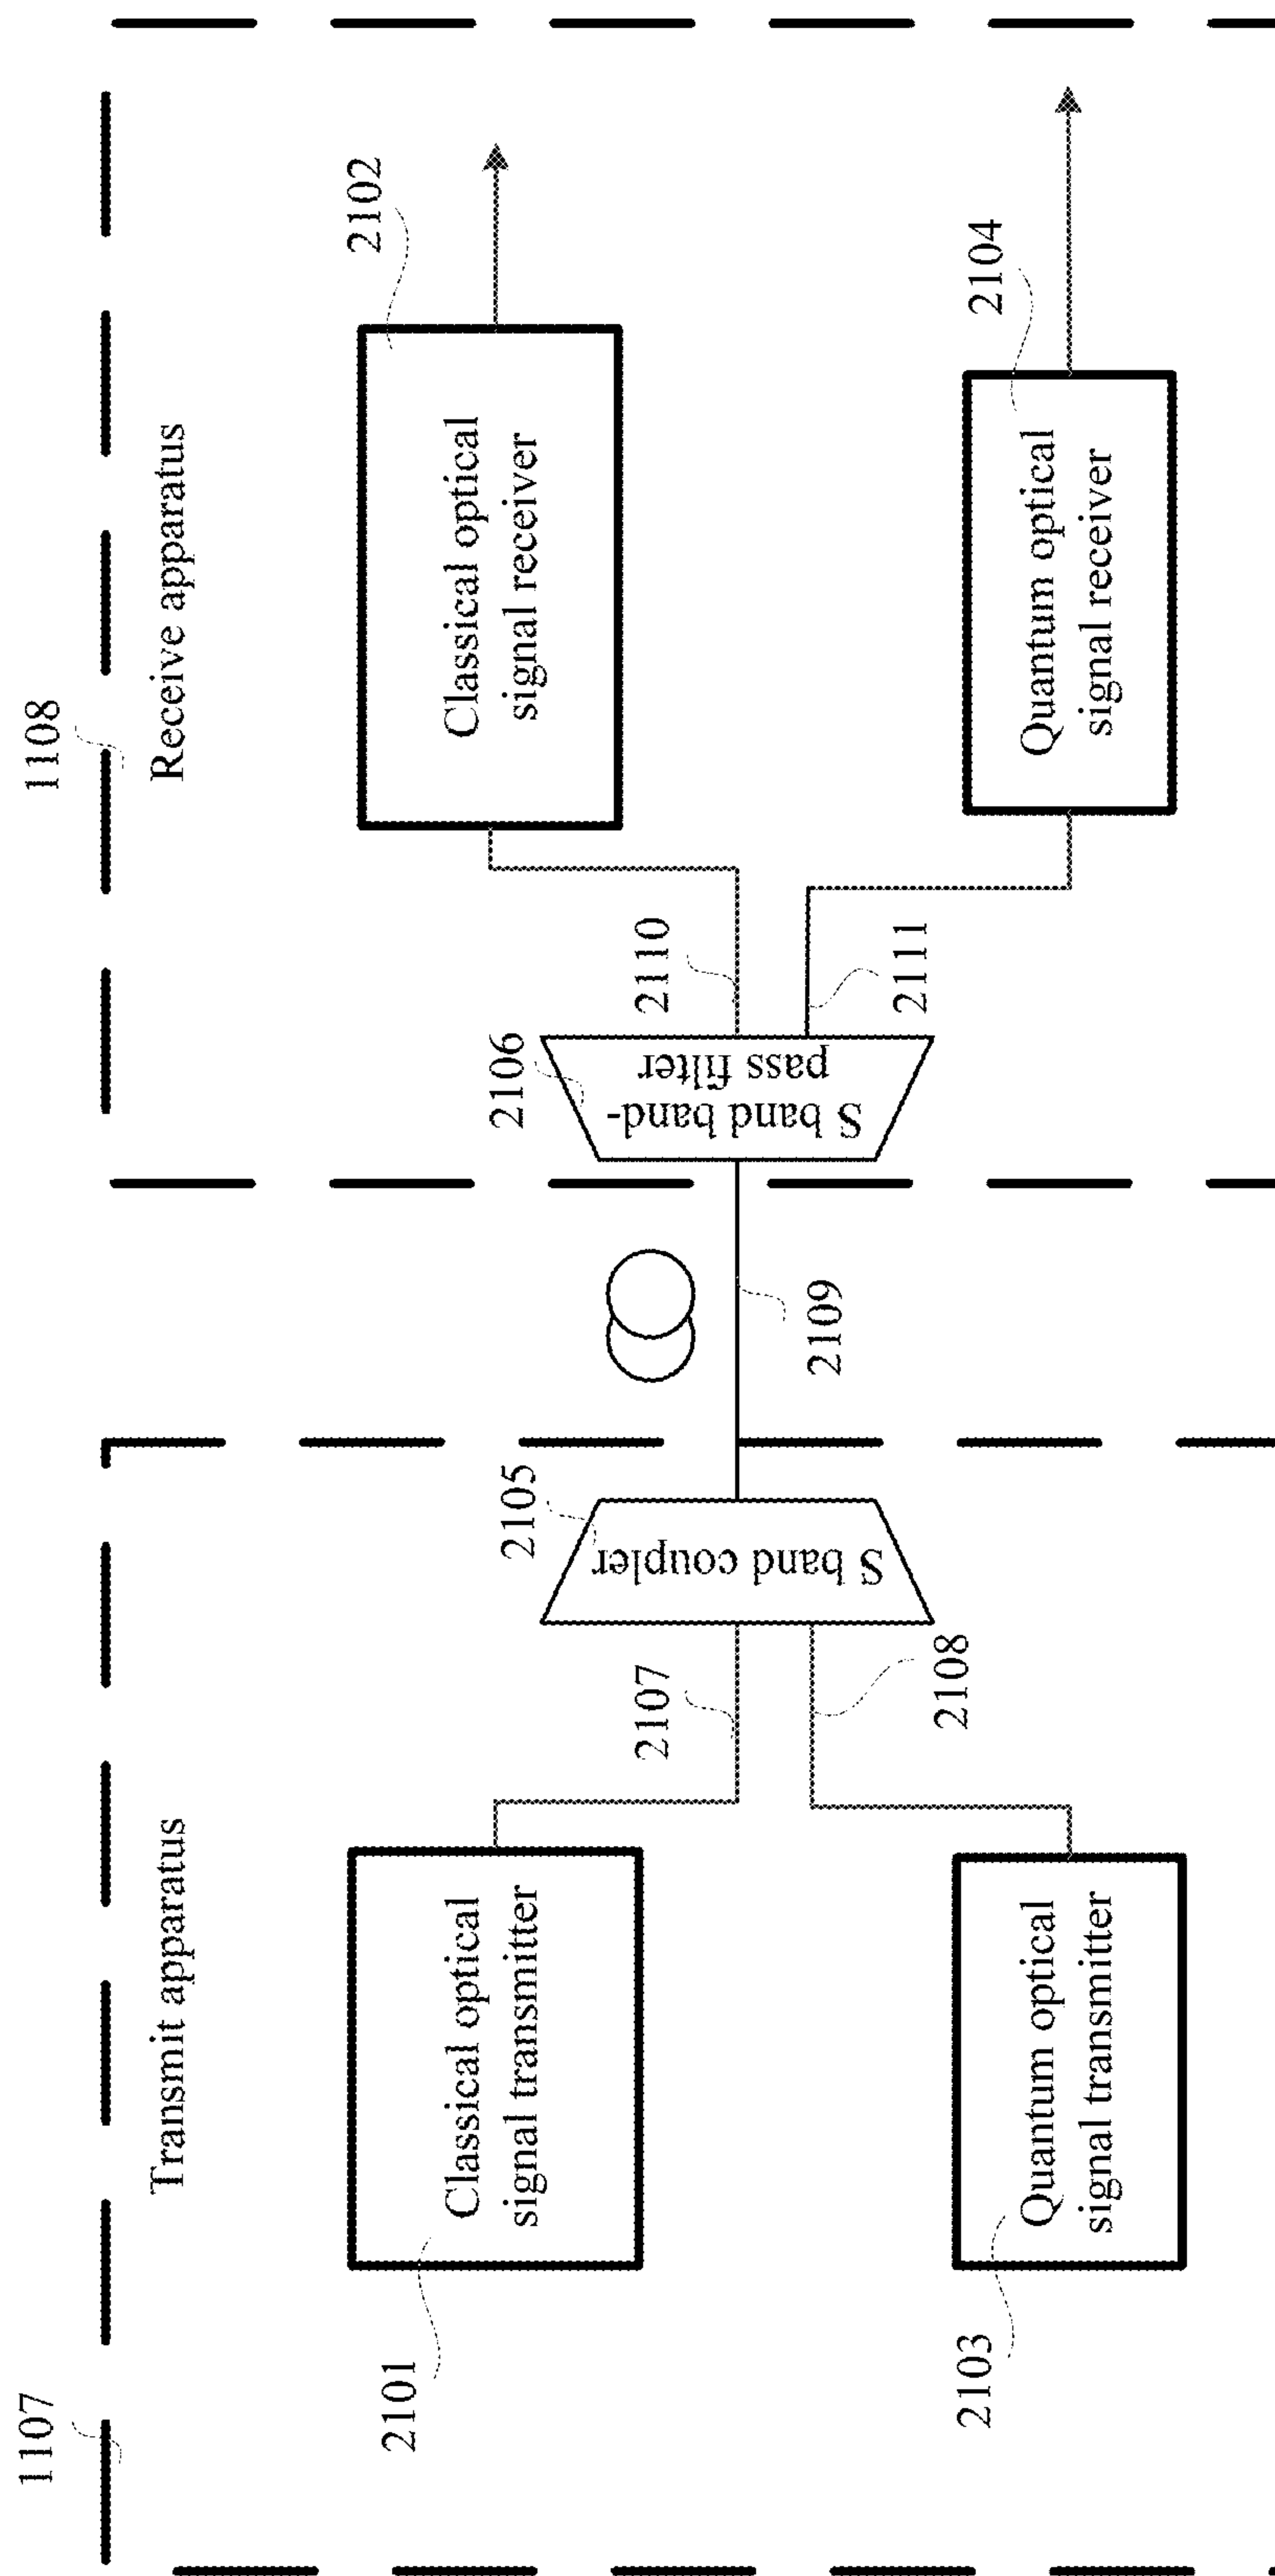 1107
Transmit apparatus
2101
Classical optical
signal transmitter
2103
Quantum optical
signal transmitter
2107
2108
2105
S band coupler
2109
1108
Receive apparatus
2106
S band band-
pass filter
2110
2111
2102
Classical optical
signal receiver
2104
Quantum optical
signal receiver